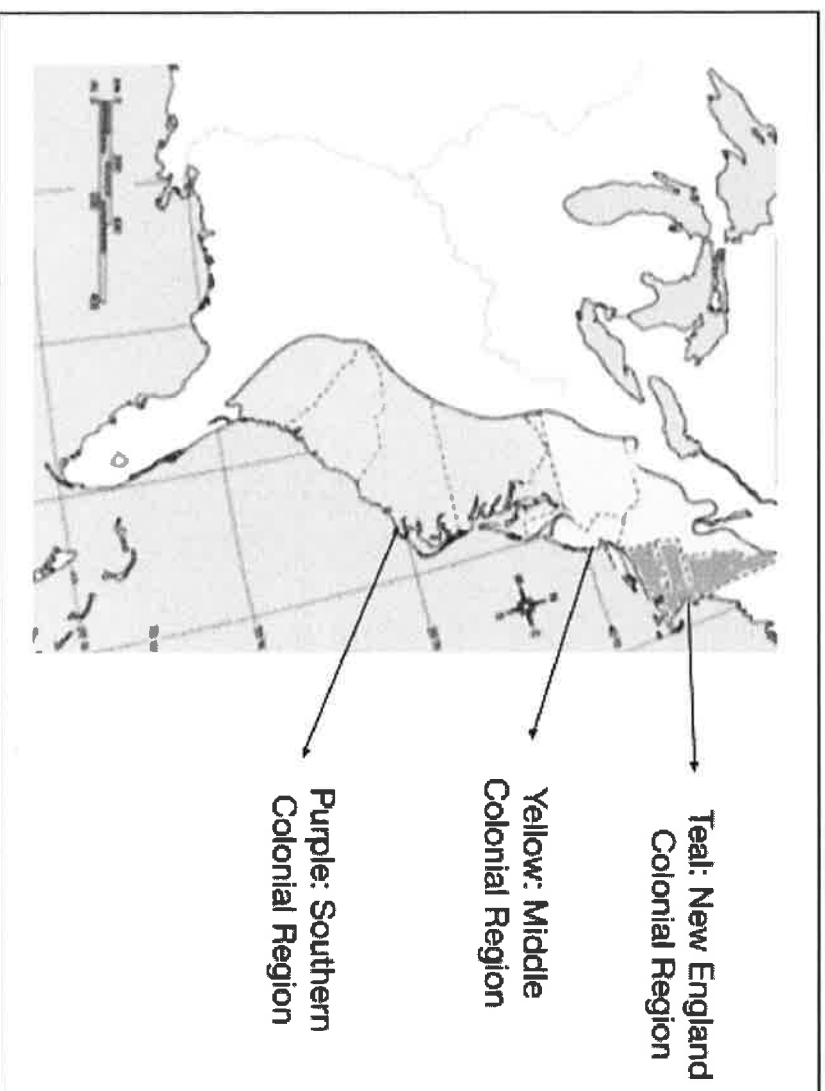 Teal: New England
Colonial Region
Yellow: Middle
Colonial Region
Purple: Southern
Colonial Region